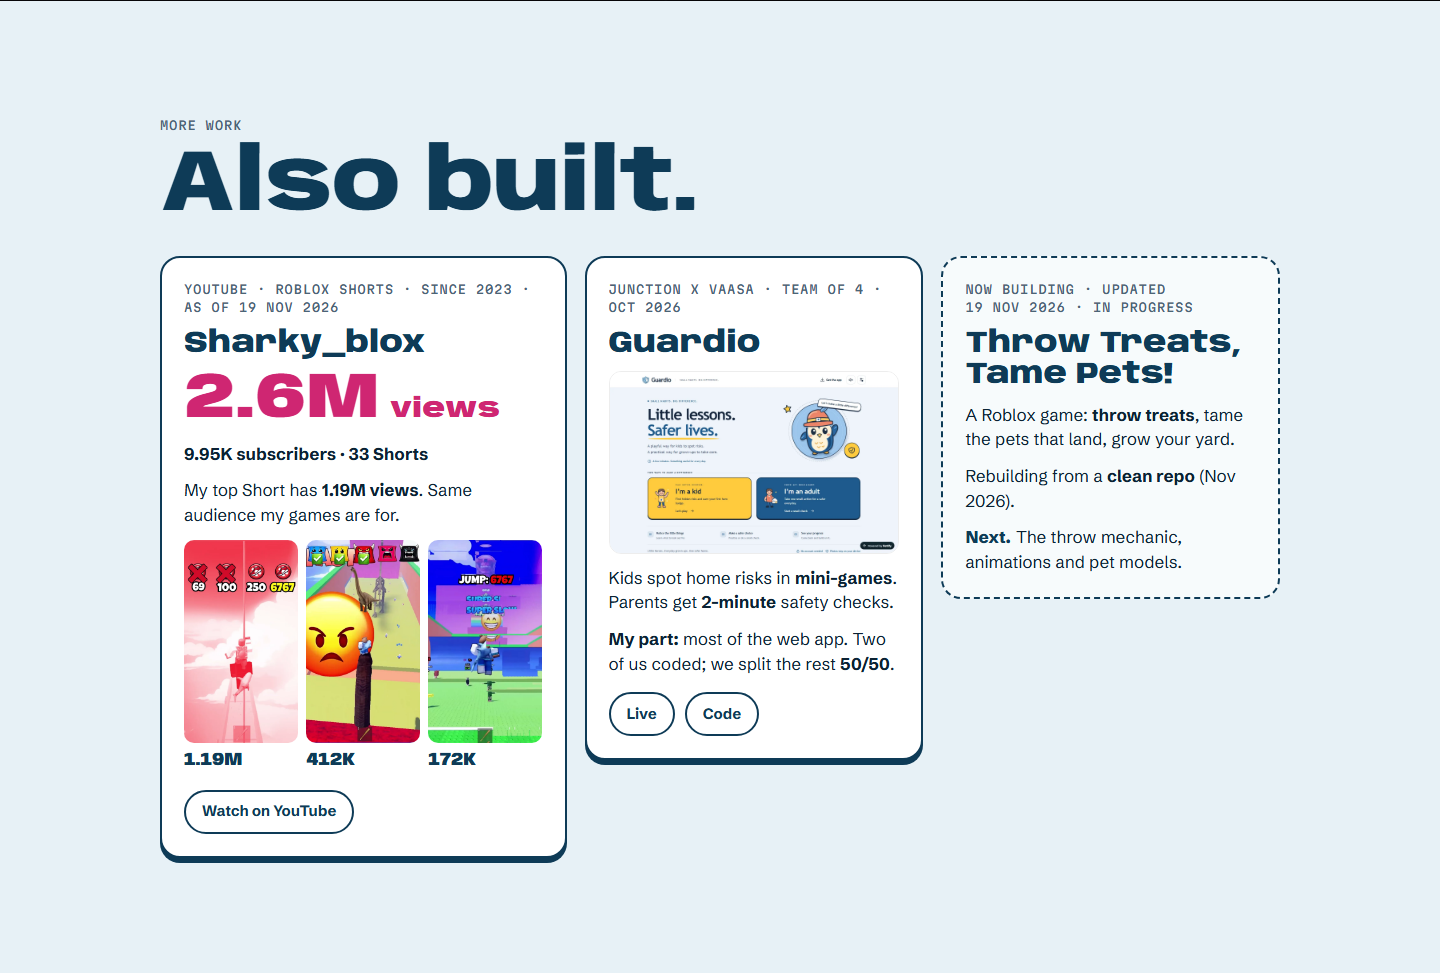 MORE WORK
Also built.
YOUTUBE · ROBLOX SHORTS · SINCE 2023 ·
AS OF 19 NOV 2026
Sharky_blox
2.6M views
9.95K subscribers · 33 Shorts
My top Short has 1.19M views. Same
audience my games are for.
69 100 250 6767
JUMP: 6767
1.19M 412K 172K
Watch on YouTube
JUNCTION X VAASA · TEAM OF 4 ·
OCT 2026
Guardio
Guardio
Little lessons.
Safer lives.
I'm a kid
I'm an adult
Kids spot home risks in mini-games.
Parents get 2-minute safety checks.
My part: most of the web app. Two
of us coded; we split the rest 50/50.
Live Code
NOW BUILDING · UPDATED
19 NOV 2026 · IN PROGRESS
Throw Treats,
Tame Pets!
A Roblox game: throw treats, tame
the pets that land, grow your yard.
Rebuilding from a clean repo (Nov
2026).
Next. The throw mechanic,
animations and pet models.